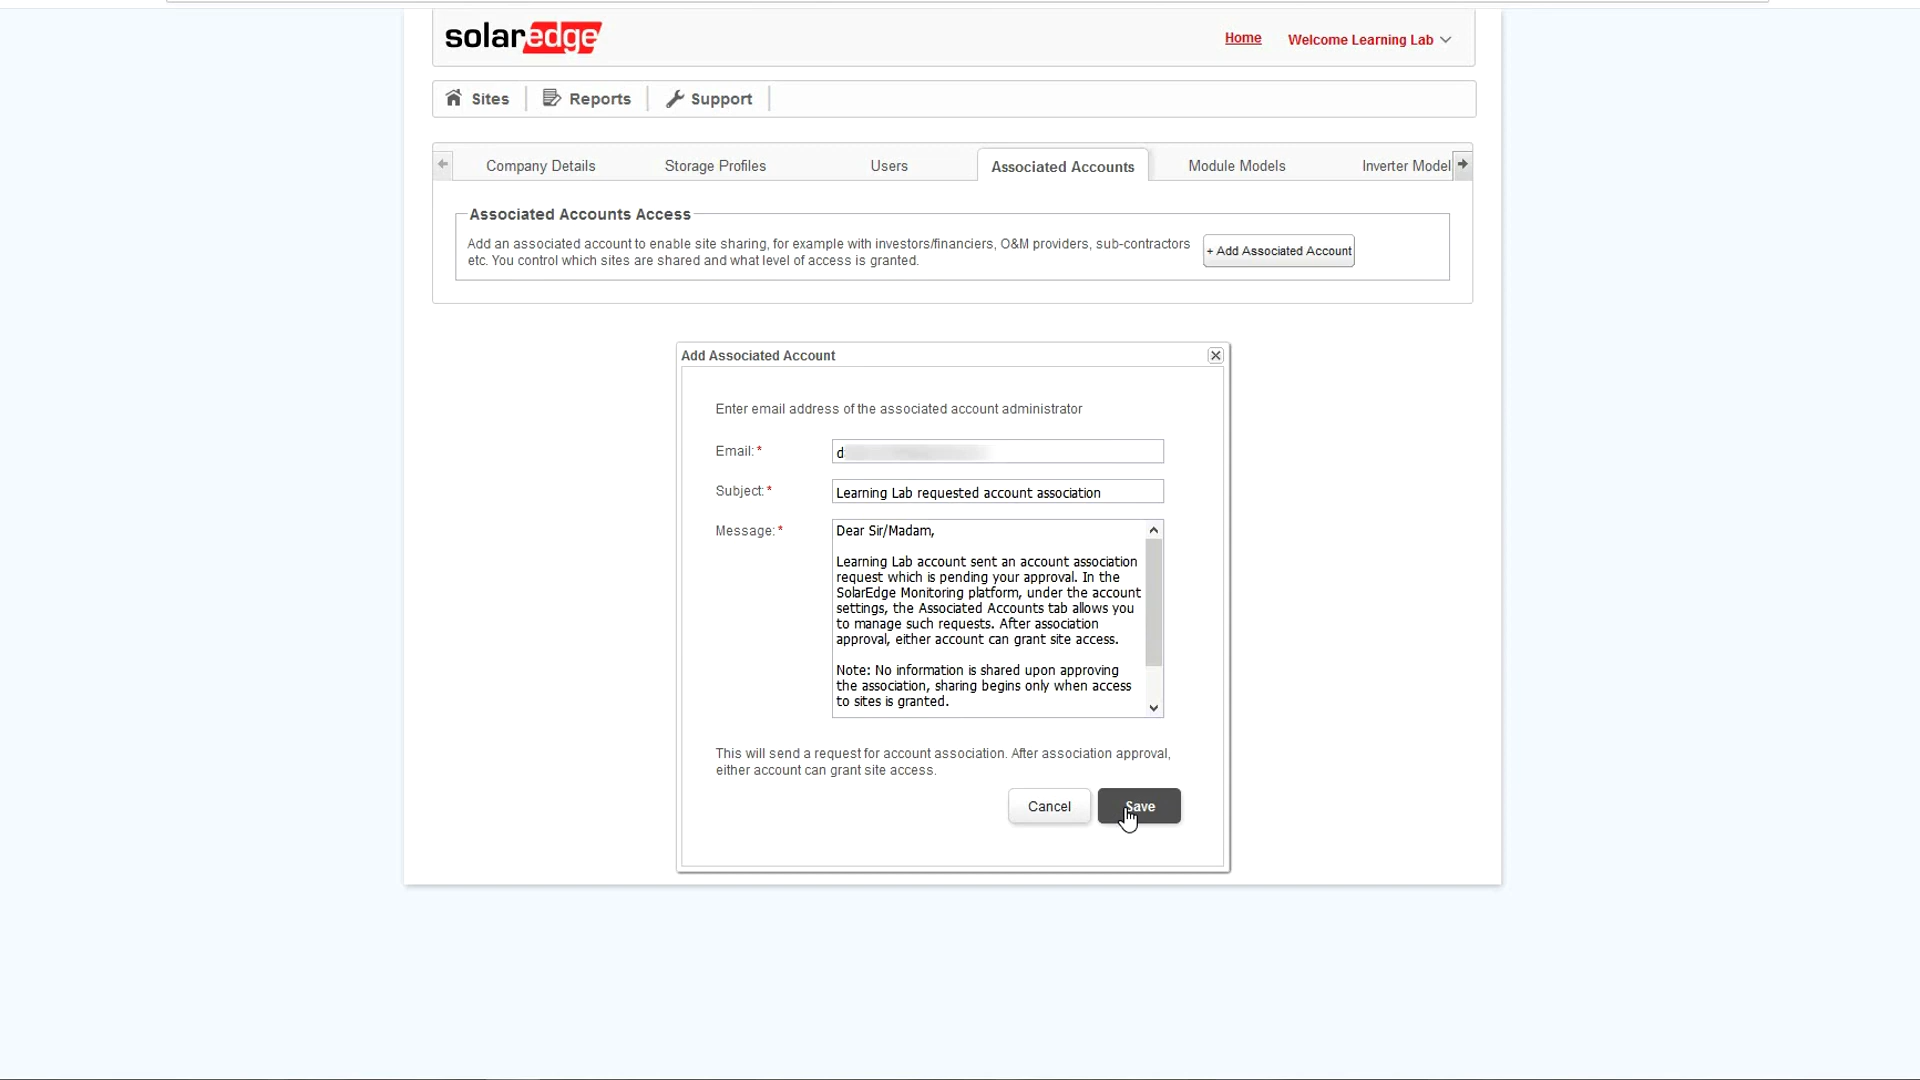 solaredge
Home
Welcome Learning Lab
Sites
Reports
Support
Company Details
Storage Profiles
Users
Associated Accounts
Module Models
Inverter Model
Associated Accounts Access
Add an associated account to enable site sharing, for example with investors/financiers, O&M providers, sub-contractors
etc. You control which sites are shared and what level of access is granted.
+ Add Associated Account
Add Associated Account
Enter email address of the associated account administrator
Email:*
d
Subject:*
Learning Lab requested account association
Message:*
Dear Sir/Madam,
Learning Lab account sent an account association
request which is pending your approval. In the
SolarEdge Monitoring platform, under the account
settings, the Associated Accounts tab allows you
to manage such requests. After association
approval, either account can grant site access.
Note: No information is shared upon approving
the association, sharing begins only when access
to sites is granted.
This will send a request for account association. After association approval,
either account can grant site access.
Cancel
Save